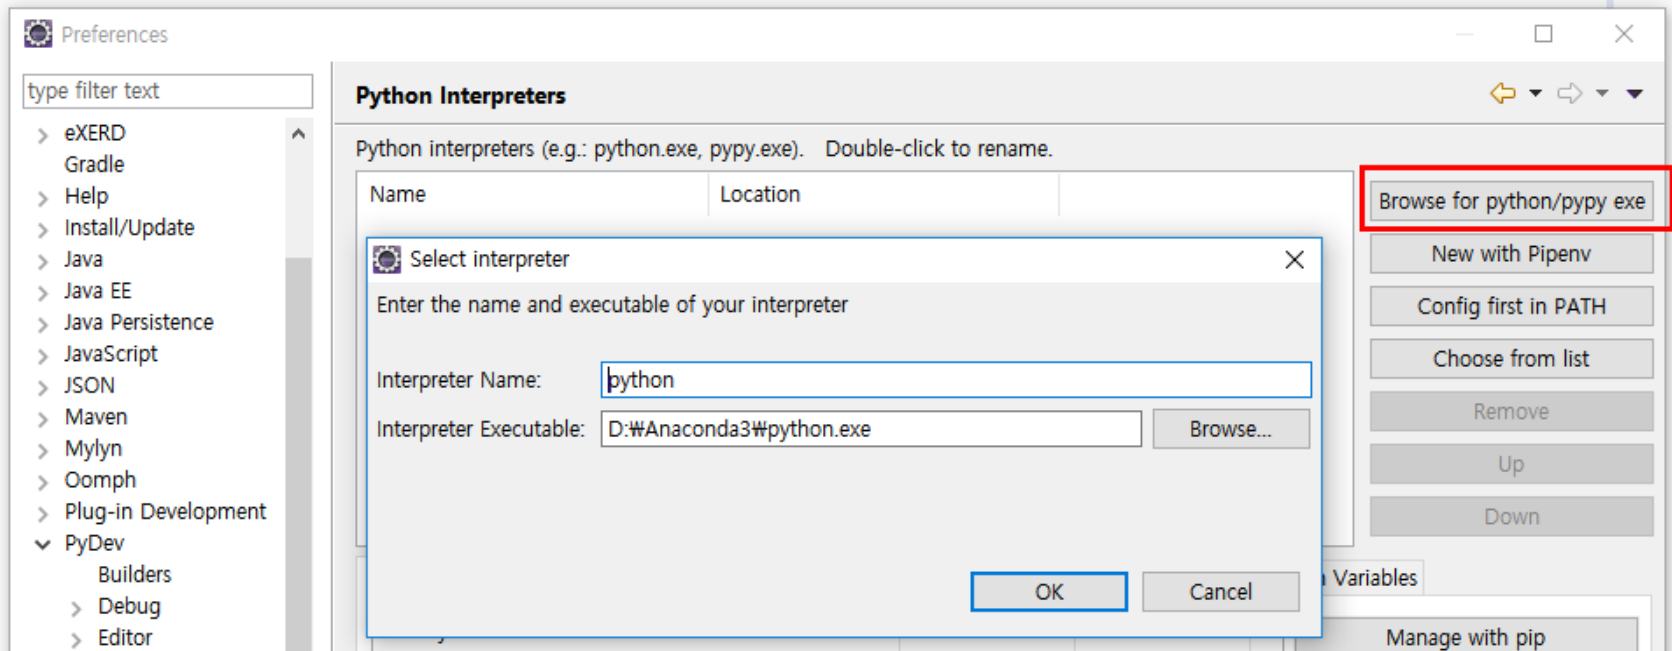 Preferences
type filter text
eXERD
Gradle
Help
Install/Update
Java
Java EE
Java Persistence
JavaScript
JSON
Maven
Mylyn
Oomph
Plug-in Development
PyDev
Builders
Debug
Editor
Python Interpreters
Python interpreters (e.g.: python.exe, pypy.exe).   Double-click to rename.
Name Location
Browse for python/pypy exe
New with Pipenv
Config first in PATH
Choose from list
Remove
Up
Down
Select interpreter
Enter the name and executable of your interpreter
Interpreter Name: python
Interpreter Executable: D:₩Anaconda3₩python.exe Browse...
OK Cancel
Variables
Manage with pip